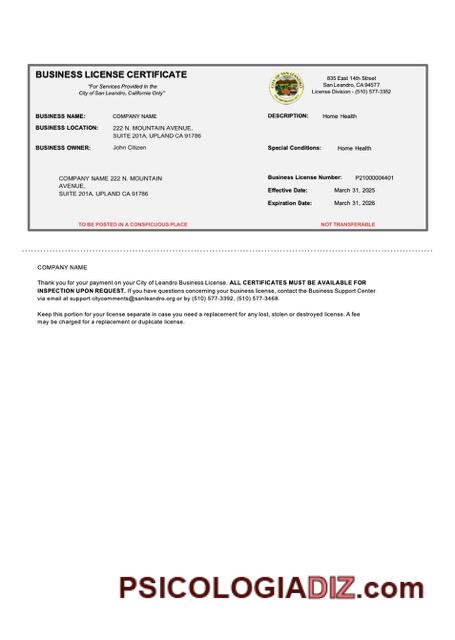 BUSINESS LICENSE CERTIFICATE
"For Services Provided in the
City of San Leandro, California Only"
835 East 14th Street
San Leandro, CA 94577
License Division - (510) 577-3392
BUSINESS NAME: COMPANY NAME
DESCRIPTION: Home Health
BUSINESS LOCATION: 222 N. MOUNTAIN AVENUE,
SUITE 201A, UPLAND CA 91786
BUSINESS OWNER: John Citizen
Special Conditions: Home Health
COMPANY NAME 222 N. MOUNTAIN
AVENUE,
SUITE 201A, UPLAND CA 91786
Business License Number: P21000004401
Effective Date: March 31, 2025
Expiration Date: March 31, 2026
TO BE POSTED IN A CONSPICUOUS PLACE
NOT TRANSFERABLE
COMPANY NAME
Thank you for your payment on your City of Leandro Business License. ALL CERTIFICATES MUST BE AVAILABLE FOR
INSPECTION UPON REQUEST. If you have questions concerning your business license, contact the Business Support Center
via email at support citycomments@sanleandro.org or by (510) 577-3392, (510) 577-3468.
Keep this portion for your license separate in case you need a replacement for any lost, stolen or destroyed license. A fee
may be charged for a replacement or duplicate license.
PSICOLOGIADIZ.com